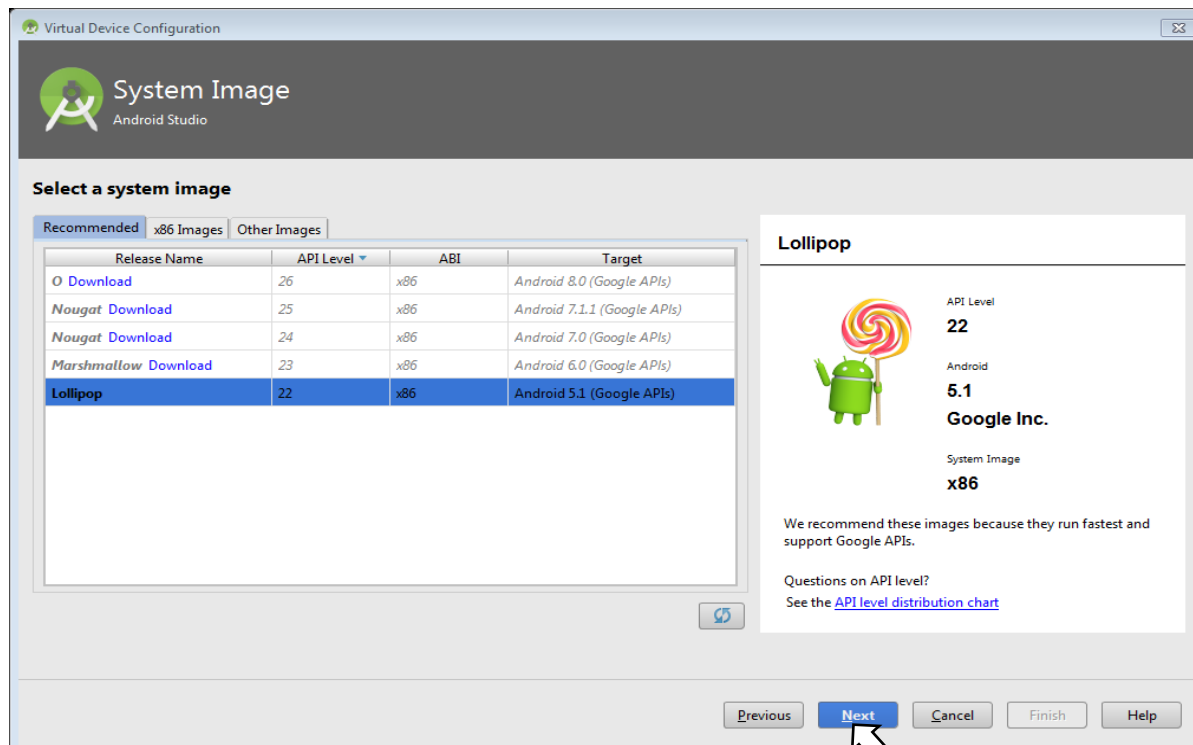 Virtual Device Configuration
System Image
Android Studio
Select a system image
Recommended x86 Images Other Images
Release Name API Level ABI Target
O Download 26 x86 Android 8.0 (Google APIs)
Nougat Download 25 x86 Android 7.1.1 (Google APIs)
Nougat Download 24 x86 Android 7.0 (Google APIs)
Marshmallow Download 23 x86 Android 6.0 (Google APIs)
Lollipop 22 x86 Android 5.1 (Google APIs)
Lollipop
API Level
22
Android
5.1
Google Inc.
System Image
x86
We recommend these images because they run fastest and
support Google APIs.
Questions on API level?
See the API level distribution chart
Previous Next Cancel Finish Help